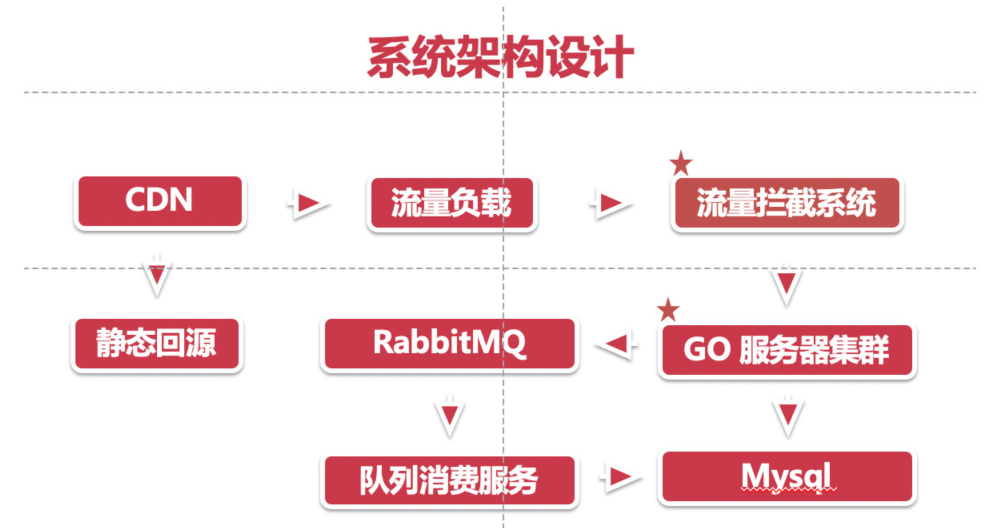 系统架构设计
CDN
流量负载
流量拦截系统
静态回源
RabbitMQ
GO 服务器集群
队列消费服务
Mysql